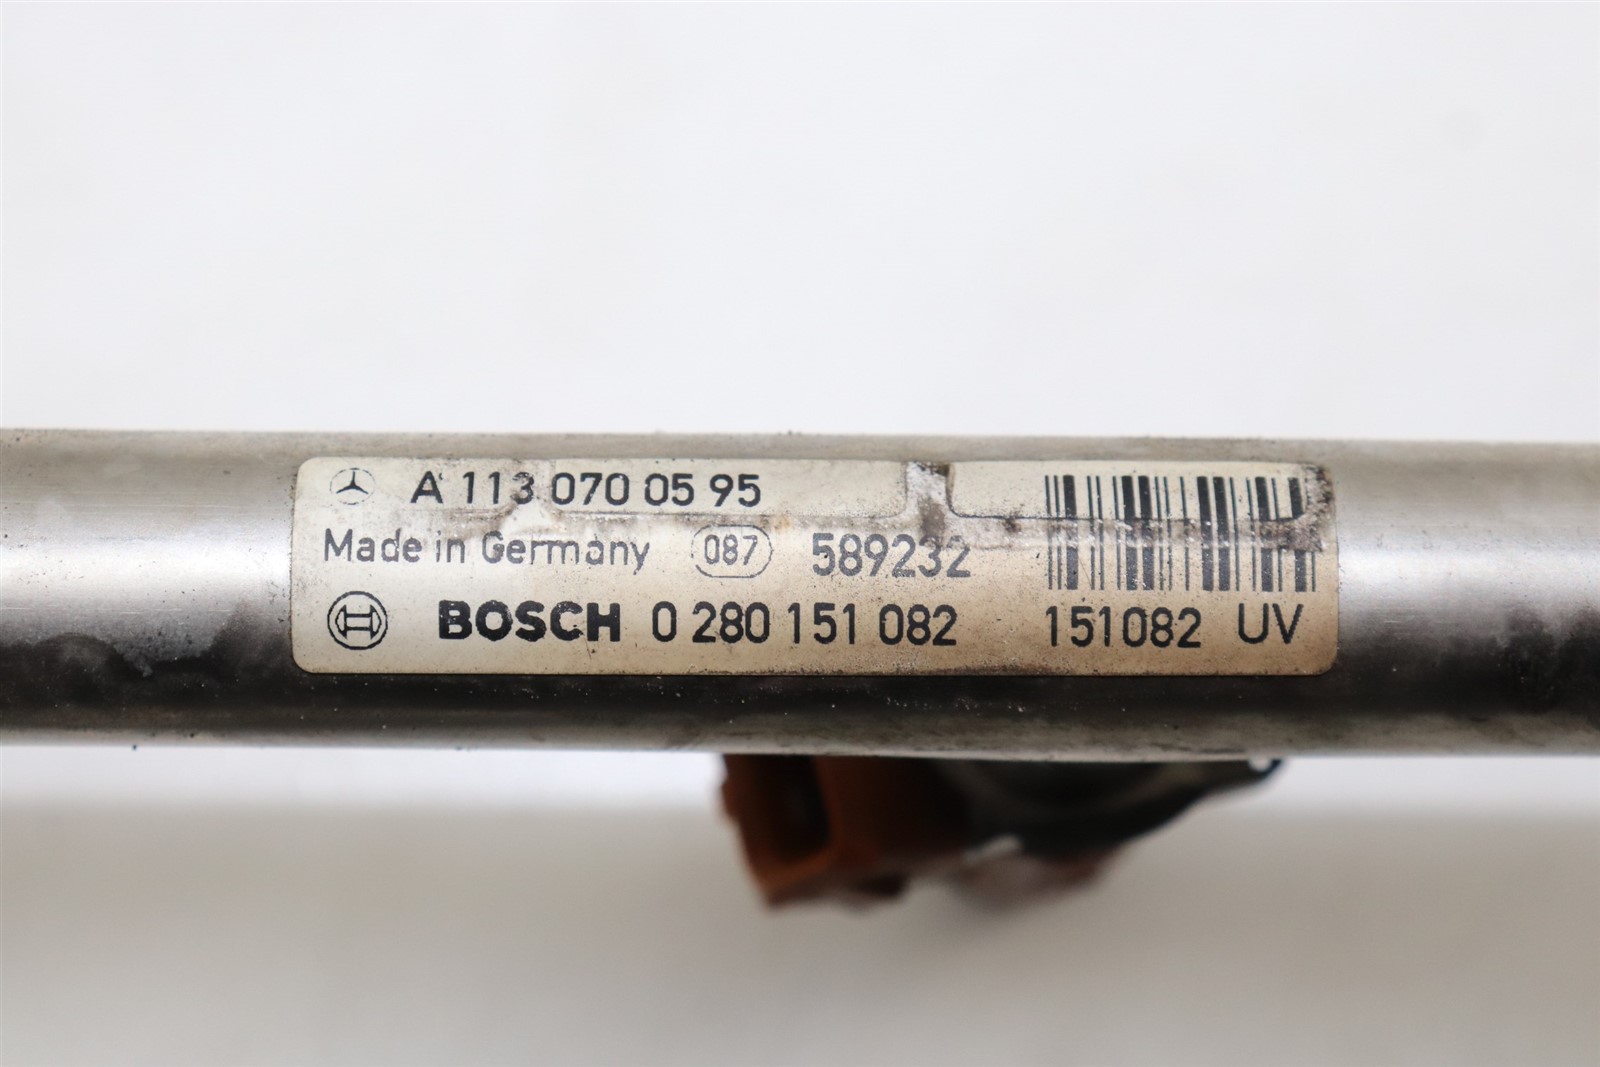 A 113 070 05 95
Made in Germany 087 589232
BOSCH 0 280 151 082 151082 UV